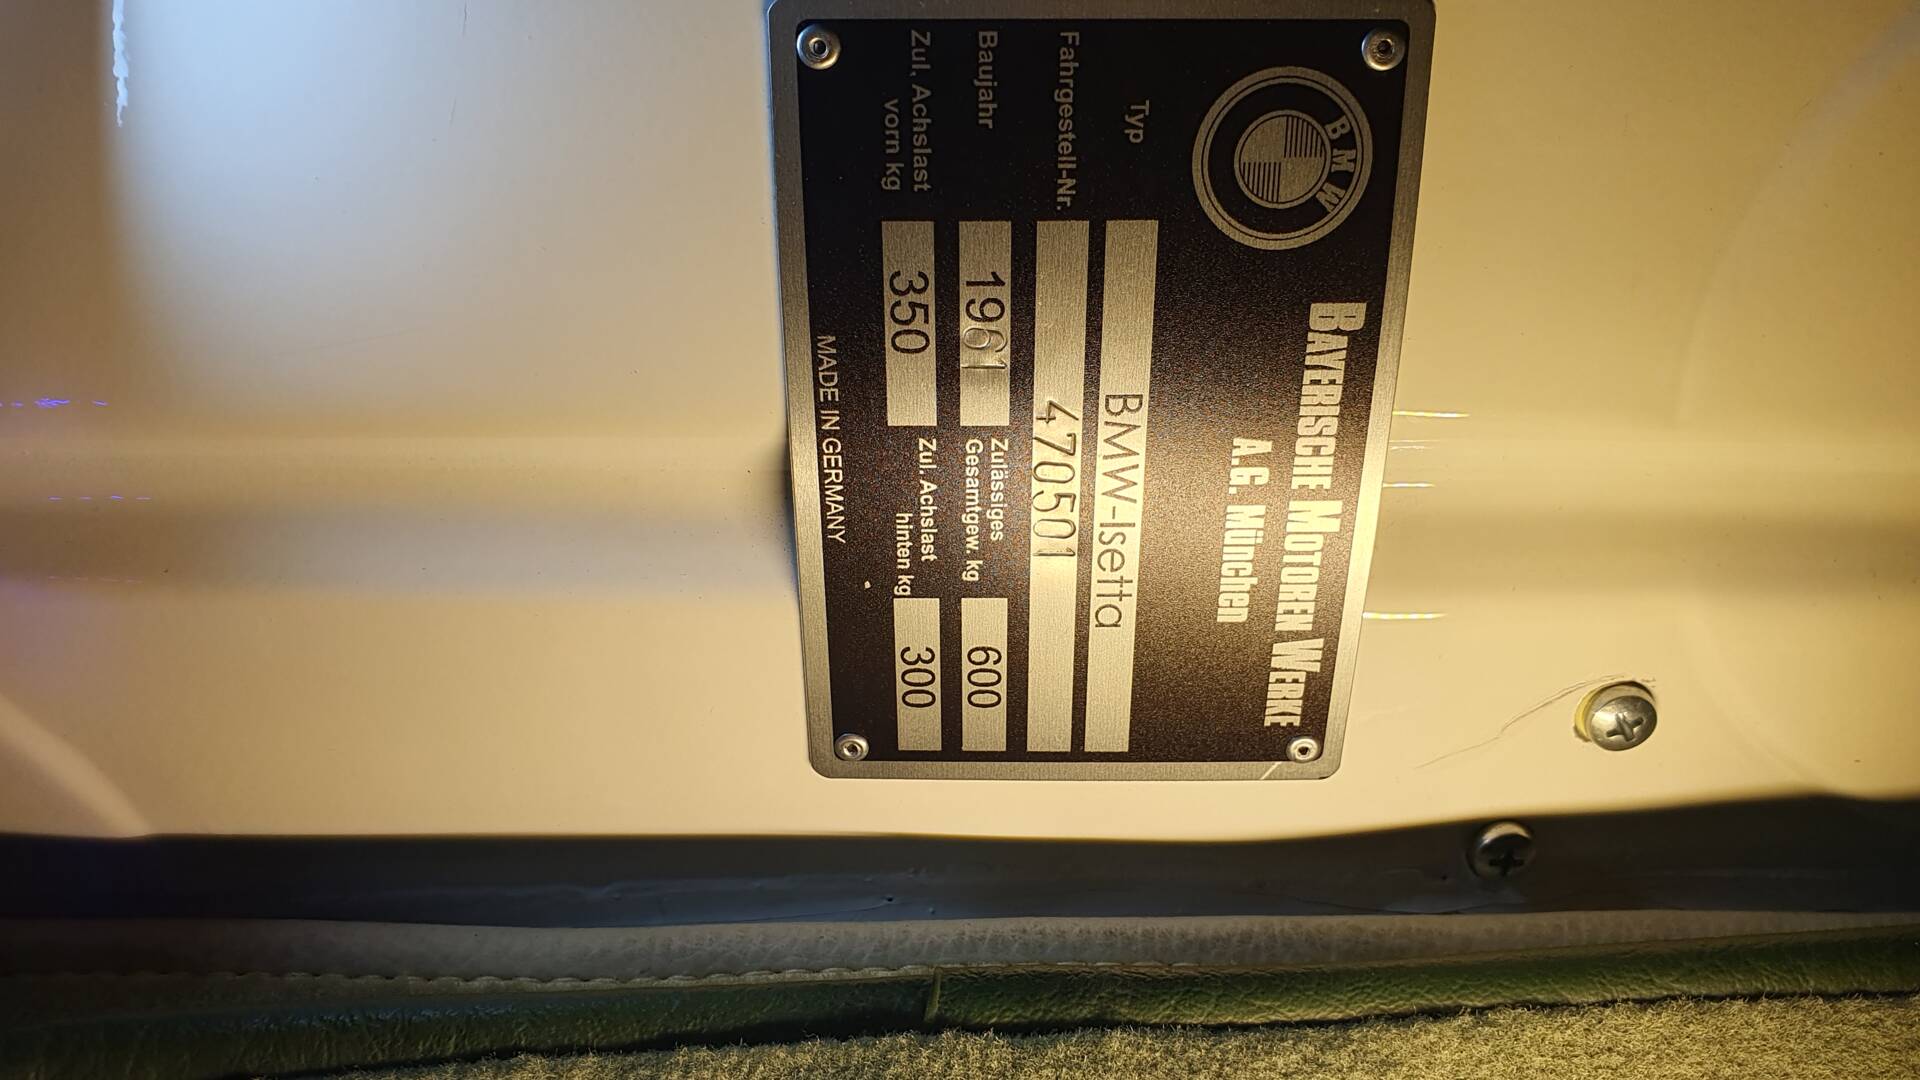 BMW
BAYERISCHE MOTOREN WERKE
A.G. München
Typ BMW-Isetta
Fahrgestell-Nr. 470501
Baujahr 1961 Zulässiges Gesamtgew. kg 600
Zul. Achslast vorn kg 350 Zul. Achslast hinten kg 300
MADE IN GERMANY